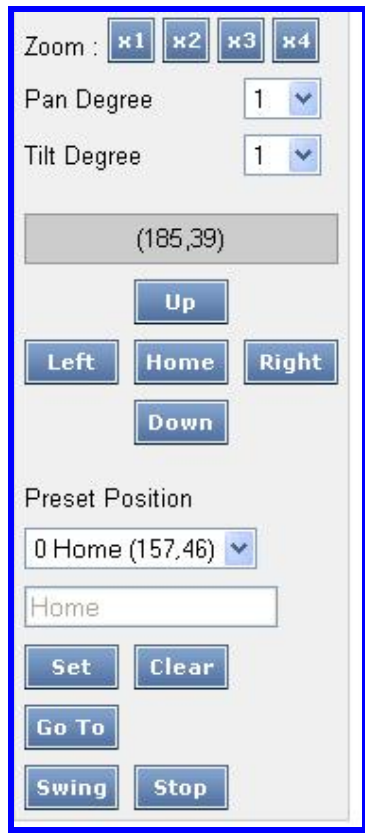 Zoom : x1 x2 x3 x4
Pan Degree 1
Tilt Degree 1
(185,39)
Up
Left Home Right
Down
Preset Position
0 Home (157,46)
Home
Set Clear
Go To
Swing Stop